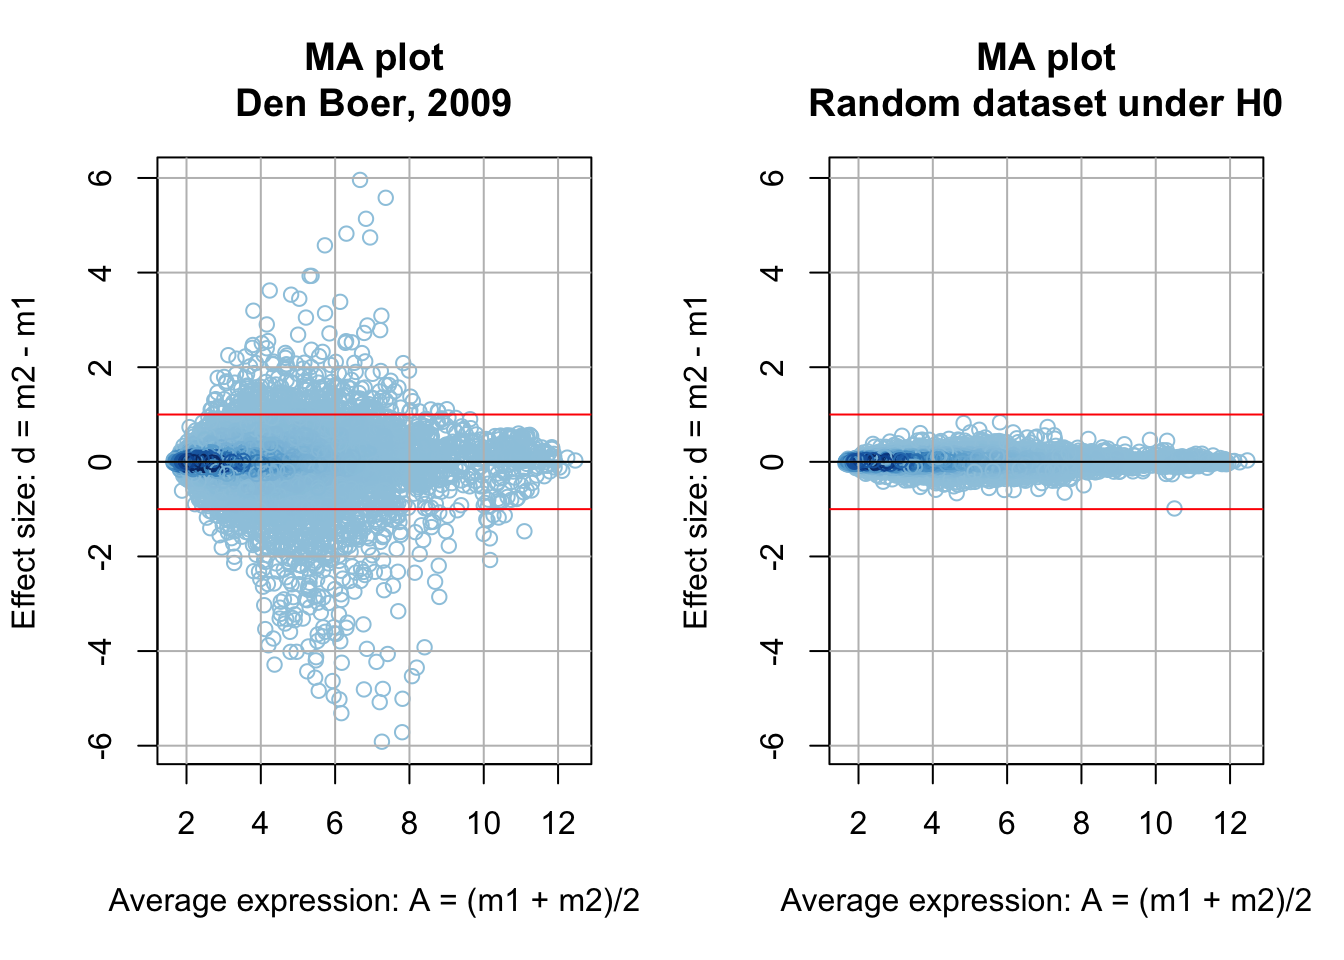 MA plot
Den Boer, 2009
Effect size: d = m2 - m1
6
4
2
0
-2
-4
-6
2 4 6 8 10 12
Average expression: A = (m1 + m2)/2
MA plot
Random dataset under H0
Effect size: d = m2 - m1
6
4
2
0
-2
-4
-6
2 4 6 8 10 12
Average expression: A = (m1 + m2)/2